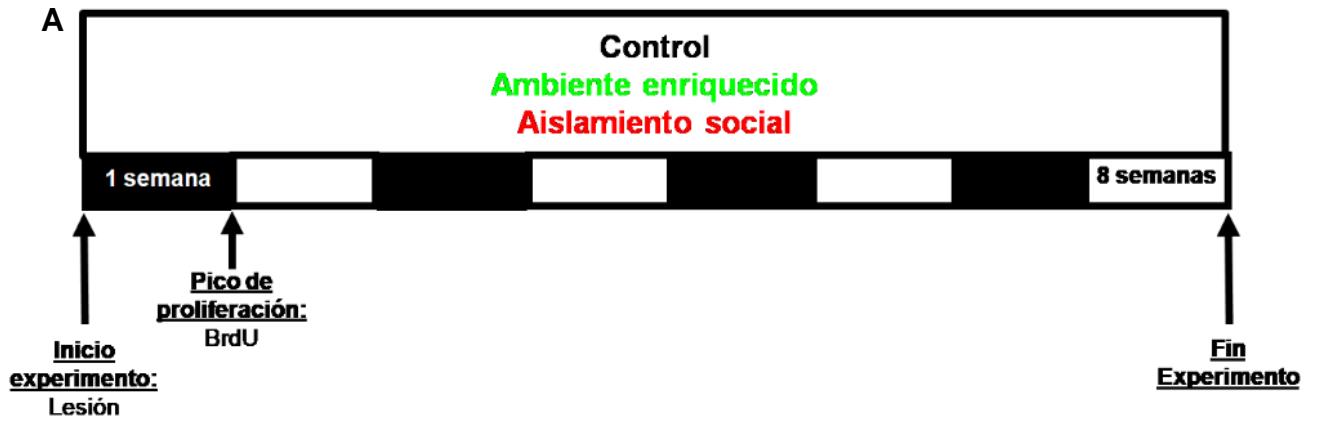 A
Control
Ambiente enriquecido
Aislamiento social
1 semana
8 semanas
Pico de
proliferación:
BrdU
Inicio
experimento:
Lesión
Fin
Experimento